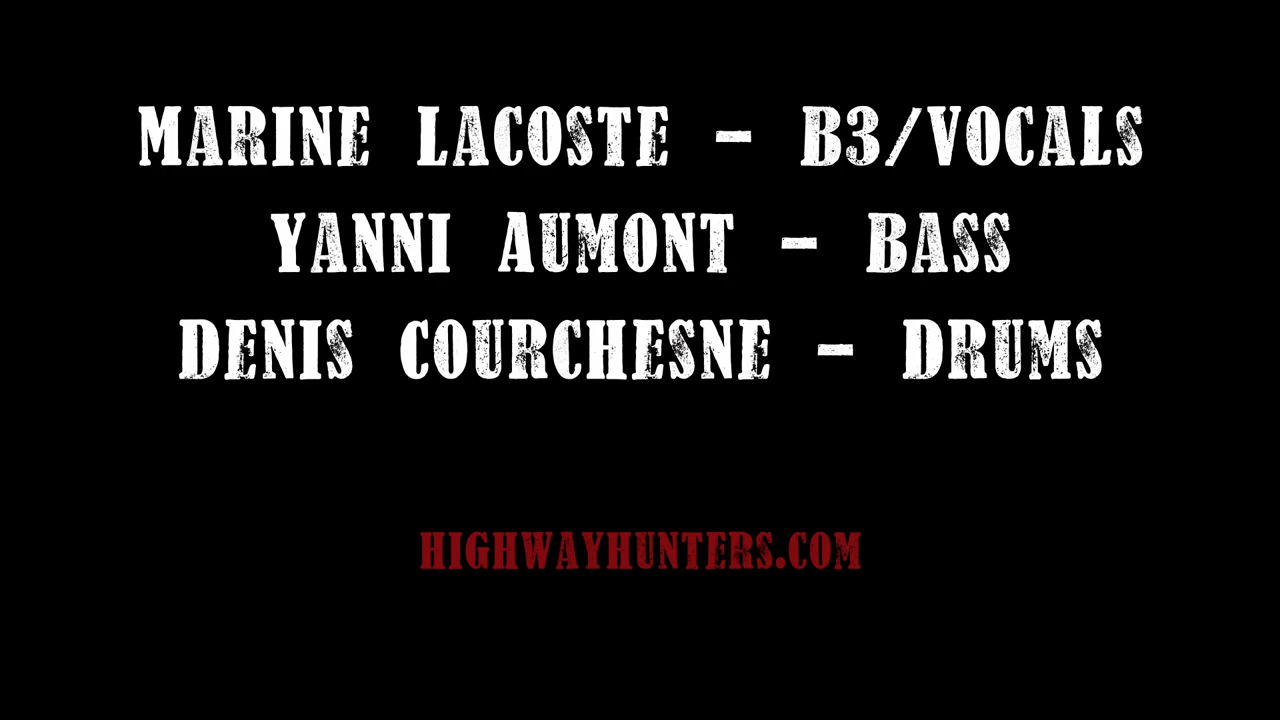 MARINE LACOSTE - B3/VOCALS
YANNI AUMONT - BASS
DENIS COURCHESNE - DRUMS
HIGHWAYHUNTERS.COM